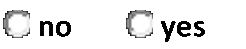 no yes